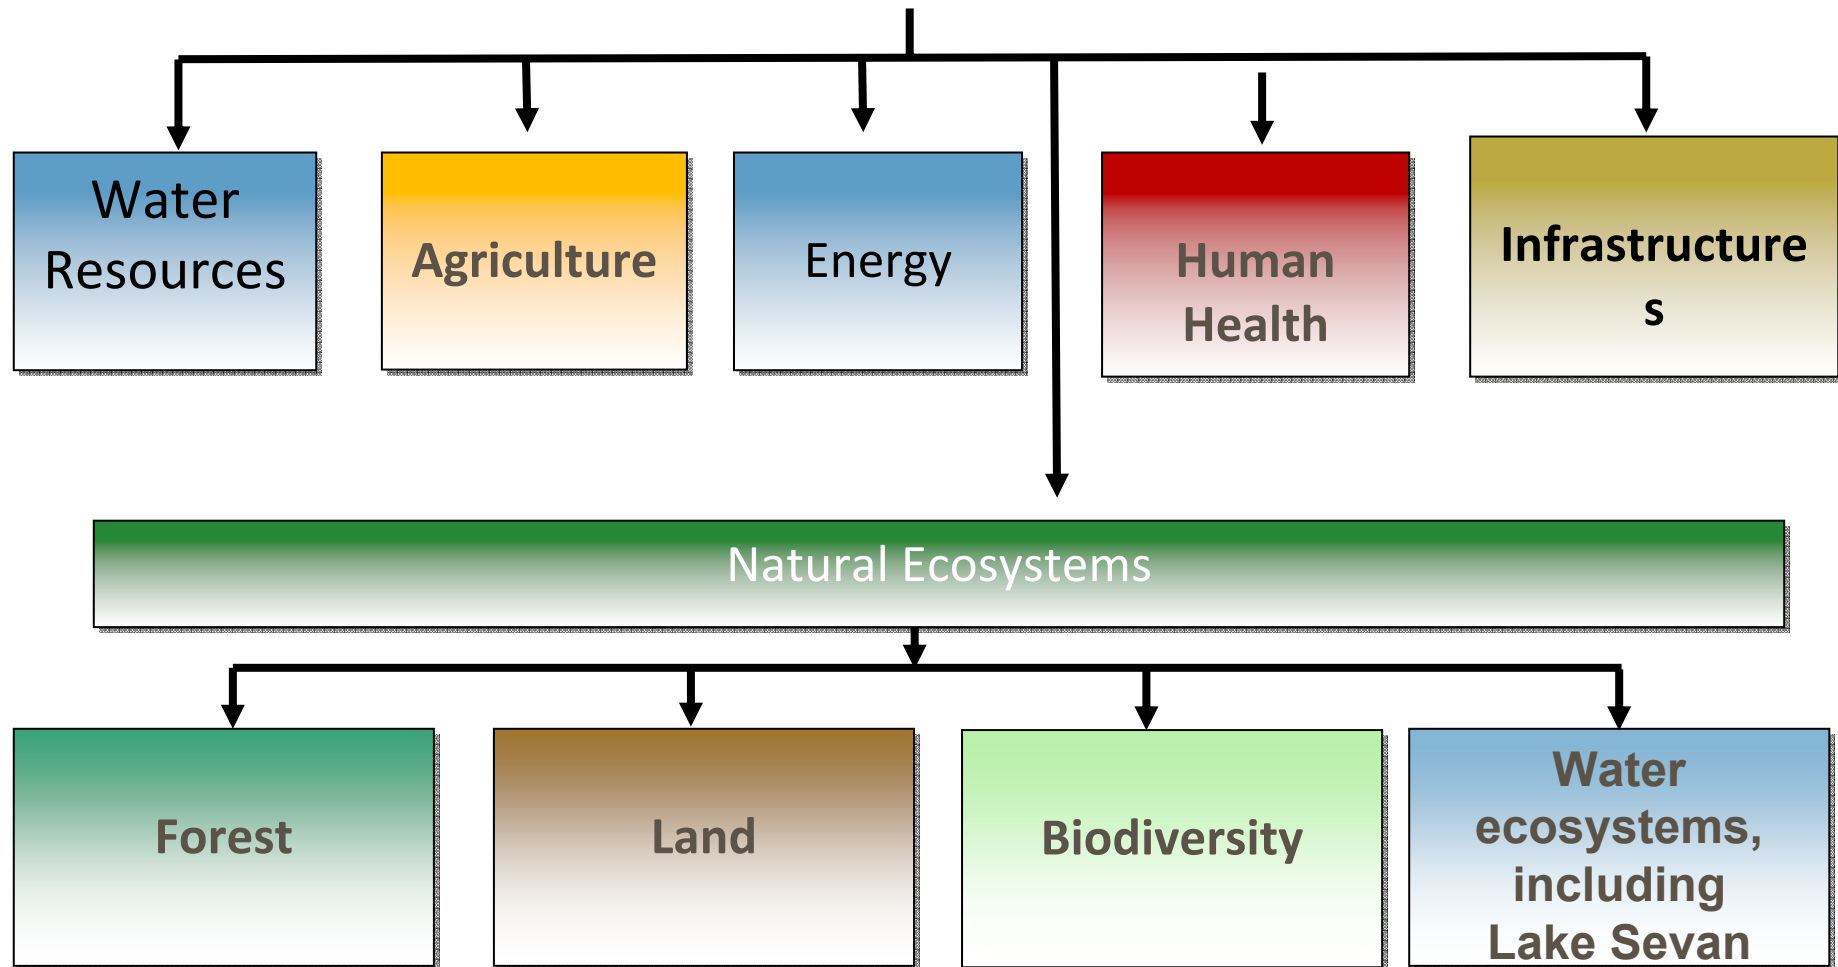 Water
Resources
Agriculture
Energy
Human
Health
Infrastructure
s
Natural Ecosystems
Forest
Land
Biodiversity
Water
ecosystems,
including
Lake Sevan